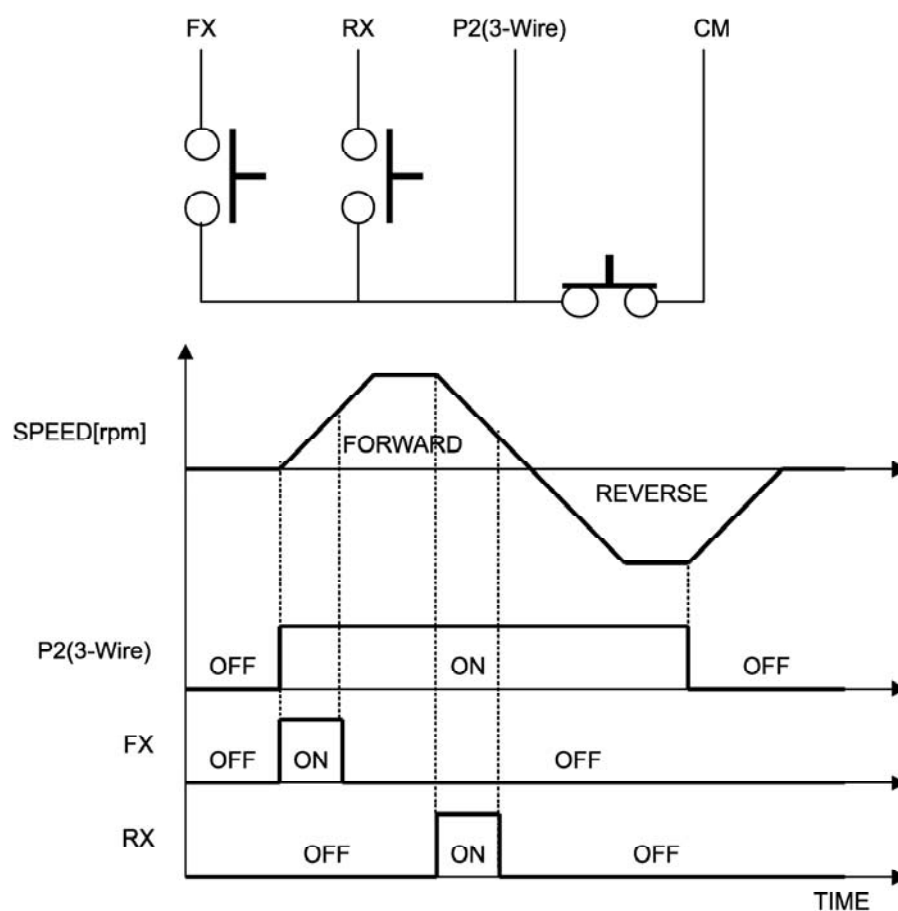 FX RX P2(3-Wire) CM
SPEED[rpm]
FORWARD
REVERSE
P2(3-Wire)
OFF ON OFF
FX
OFF ON OFF
RX
OFF ON OFF
TIME